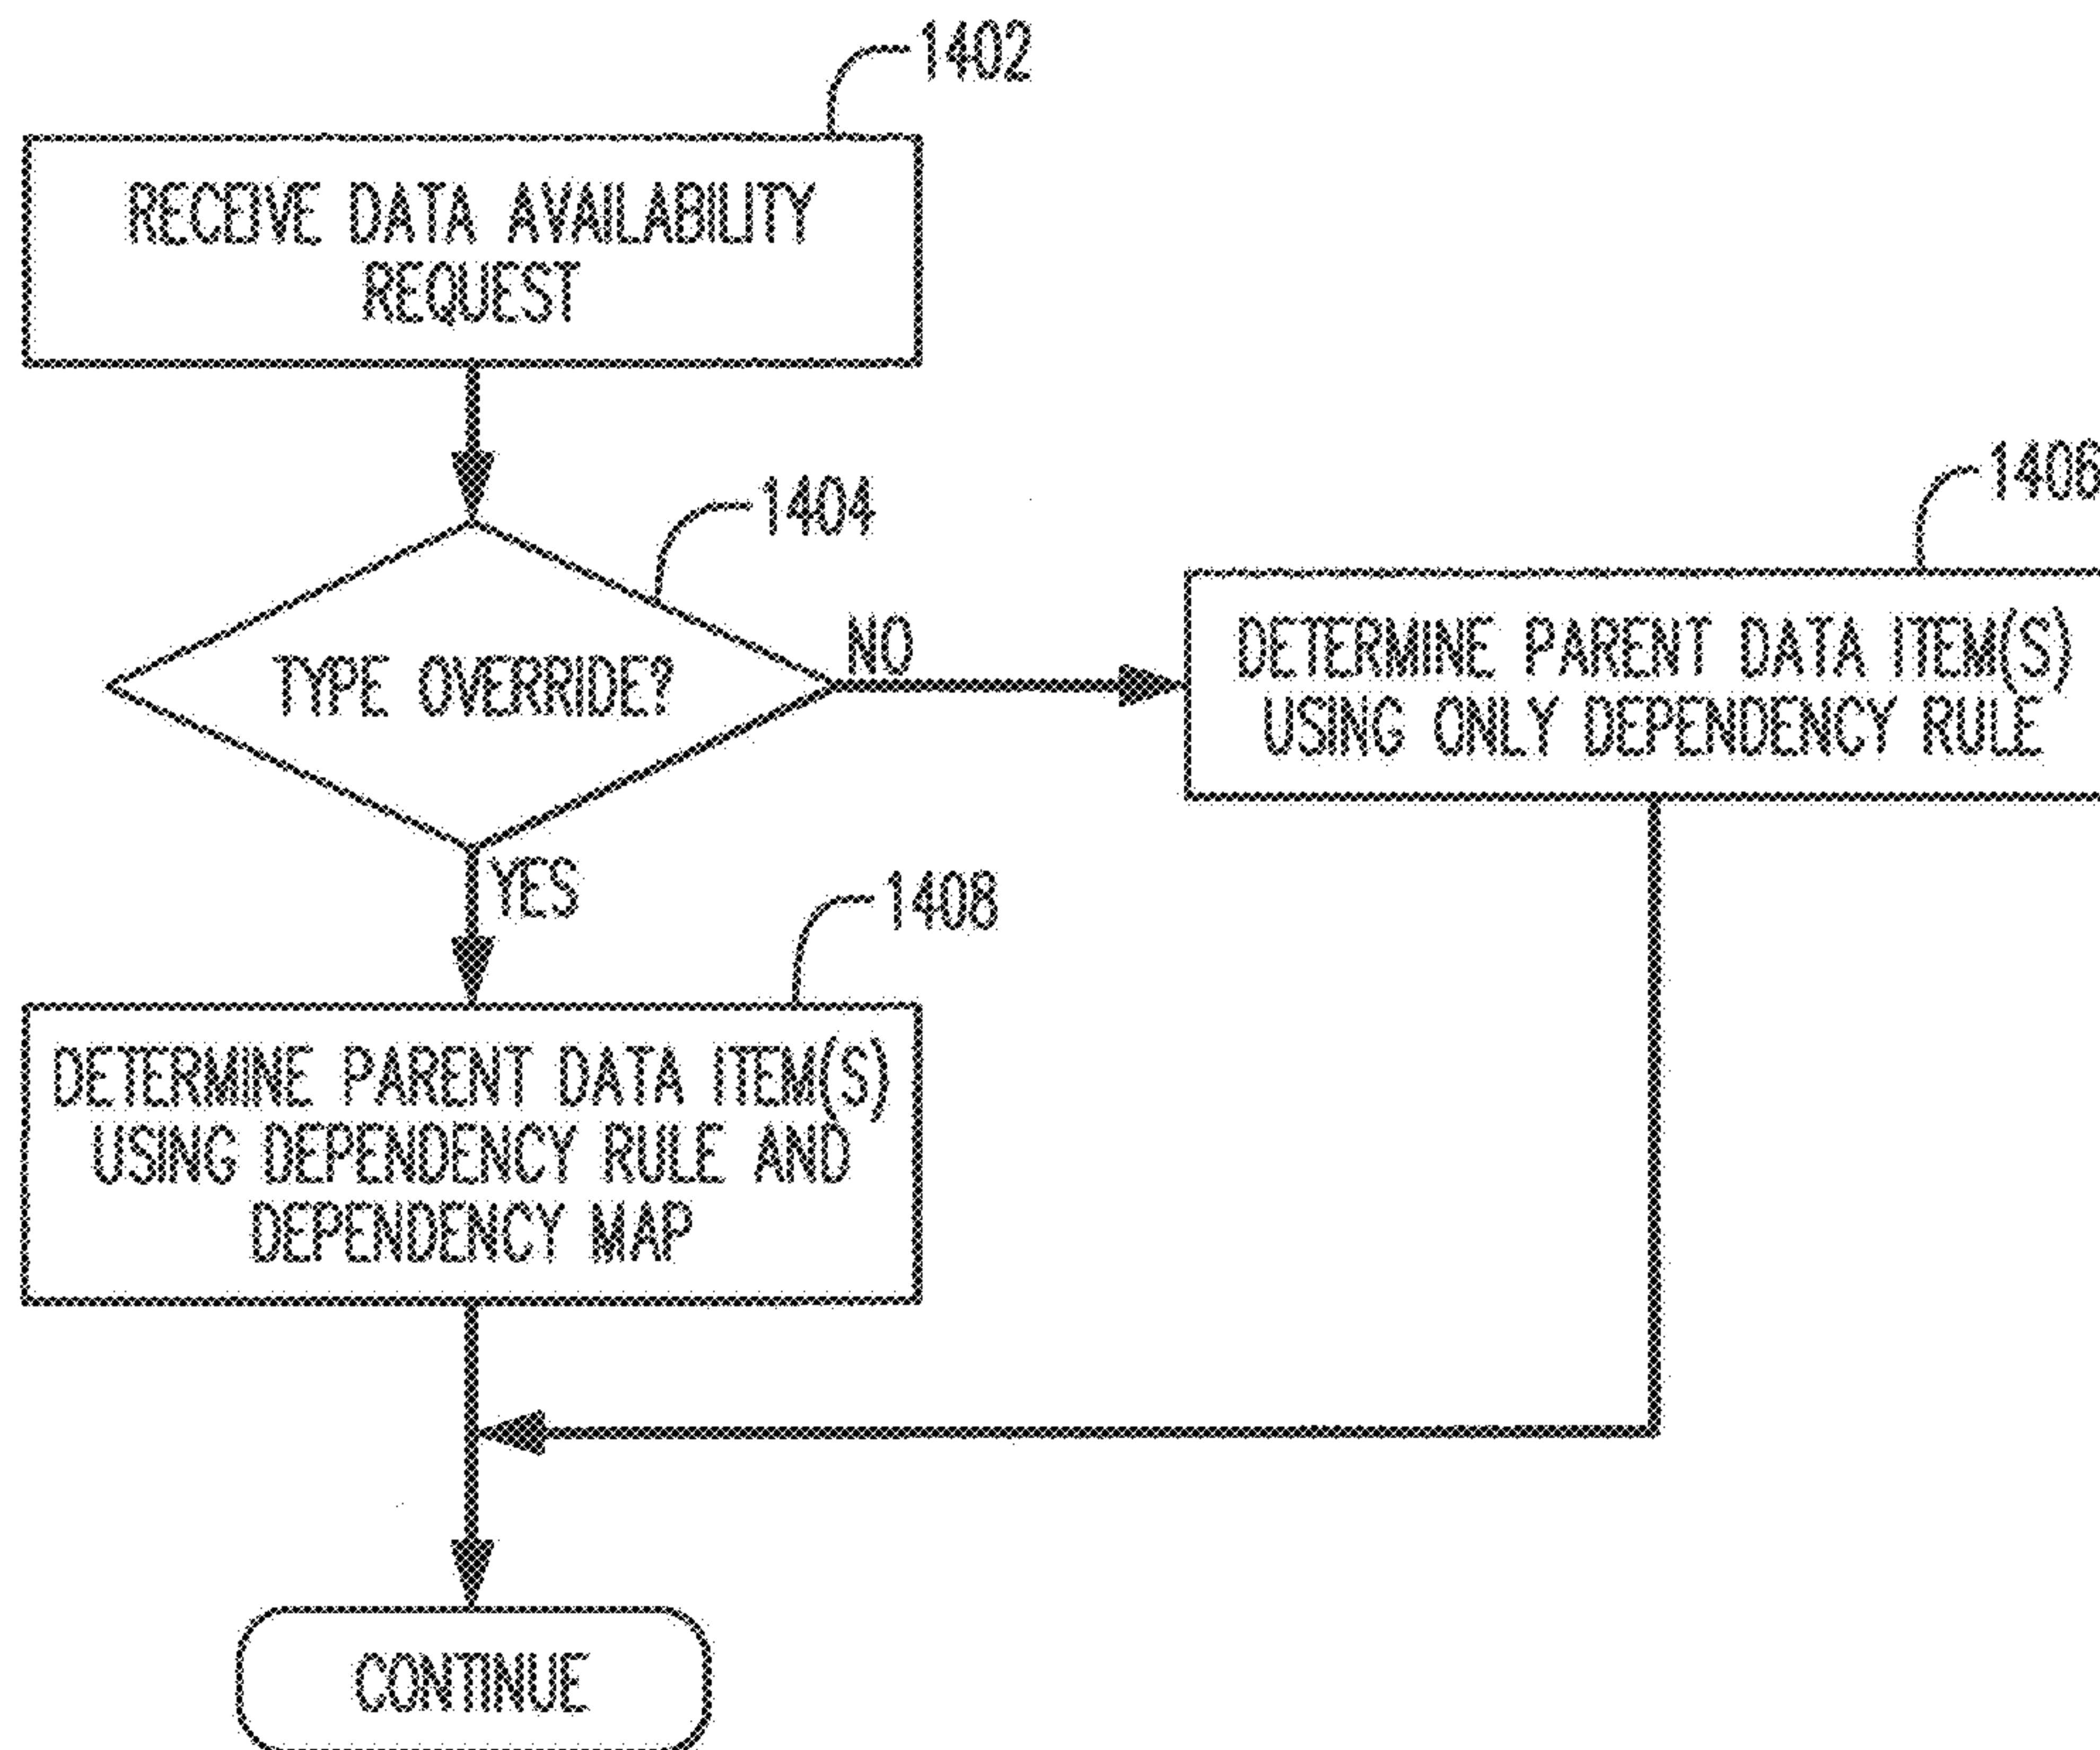 1402
RECEIVE DATA AVAILABILITY
REQUEST
1404
TYPE OVERRIDE?
NO
1406
DETERMINE PARENT DATA ITEM(S)
USING ONLY DEPENDENCY RULE
YES
1408
DETERMINE PARENT DATA ITEM(S)
USING DEPENDENCY RULE AND
DEPENDENCY MAP
CONTINUE